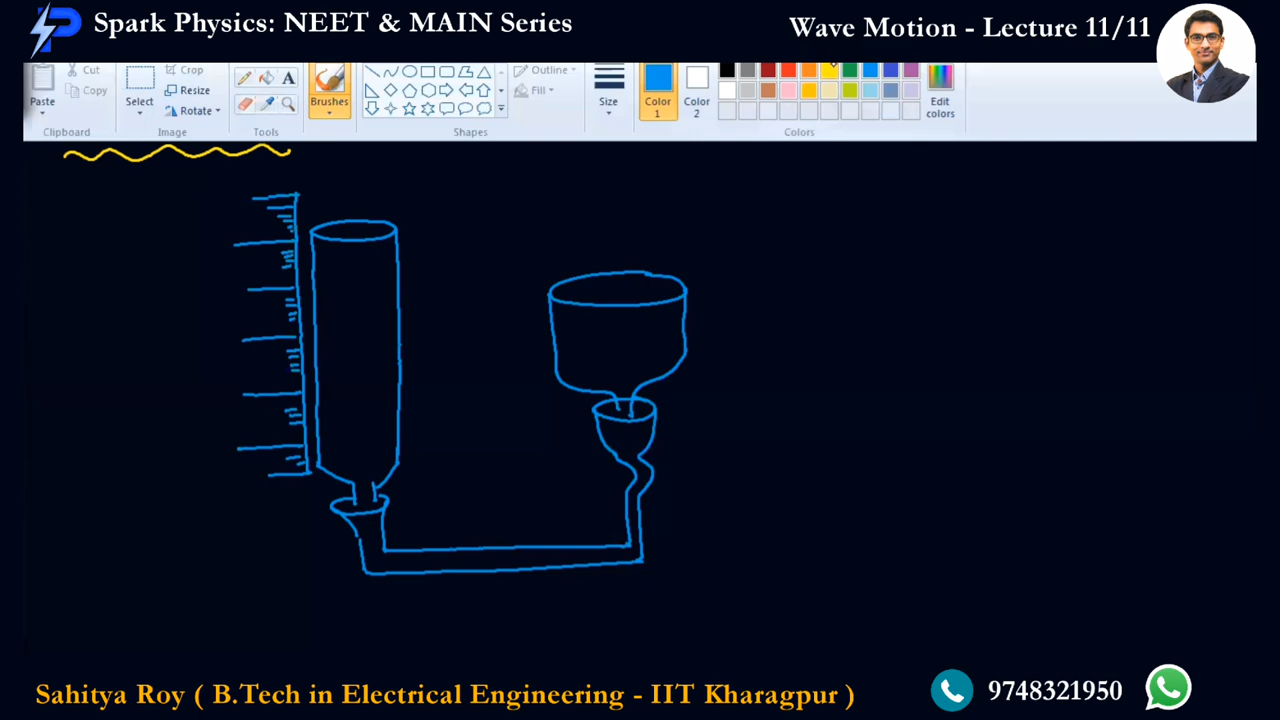 Spark Physics: NEET & MAIN Series
Wave Motion - Lecture 11/11
Paste
Cut
Copy
Clipboard
Select
Crop
Resize
Rotate
Image
A
Tools
Brushes
Outline
Fill
Shapes
Size
Color 1
Color 2
Edit colors
Colors
Sahitya Roy ( B.Tech in Electrical Engineering - IIT Kharagpur )
9748321950